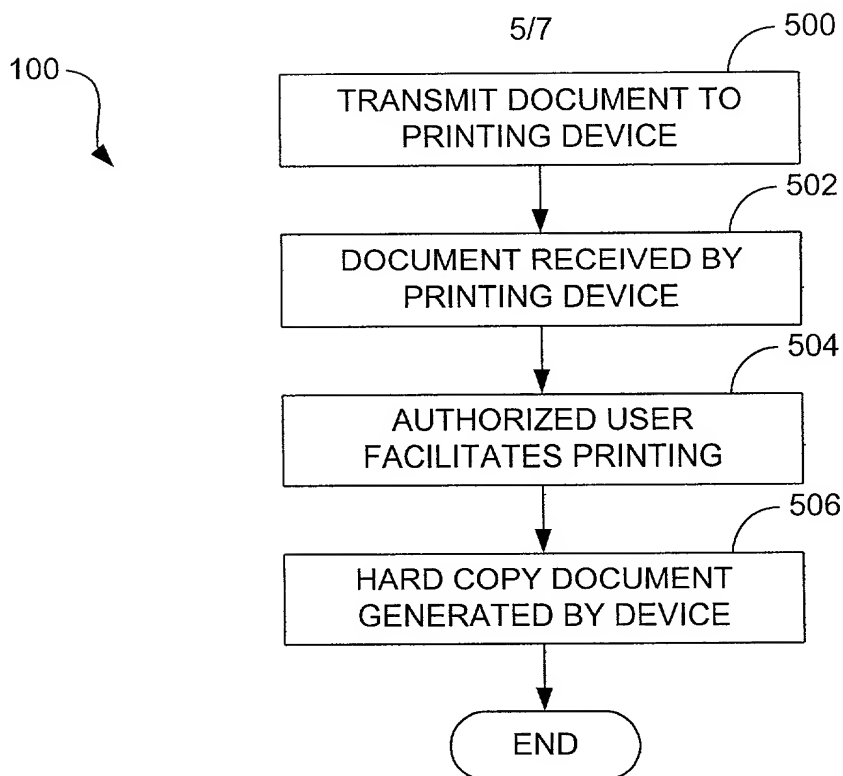 5/7
500
100
TRANSMIT DOCUMENT TO
PRINTING DEVICE
502
DOCUMENT RECEIVED BY
PRINTING DEVICE
504
AUTHORIZED USER
FACILITATES PRINTING
506
HARD COPY DOCUMENT
GENERATED BY DEVICE
END